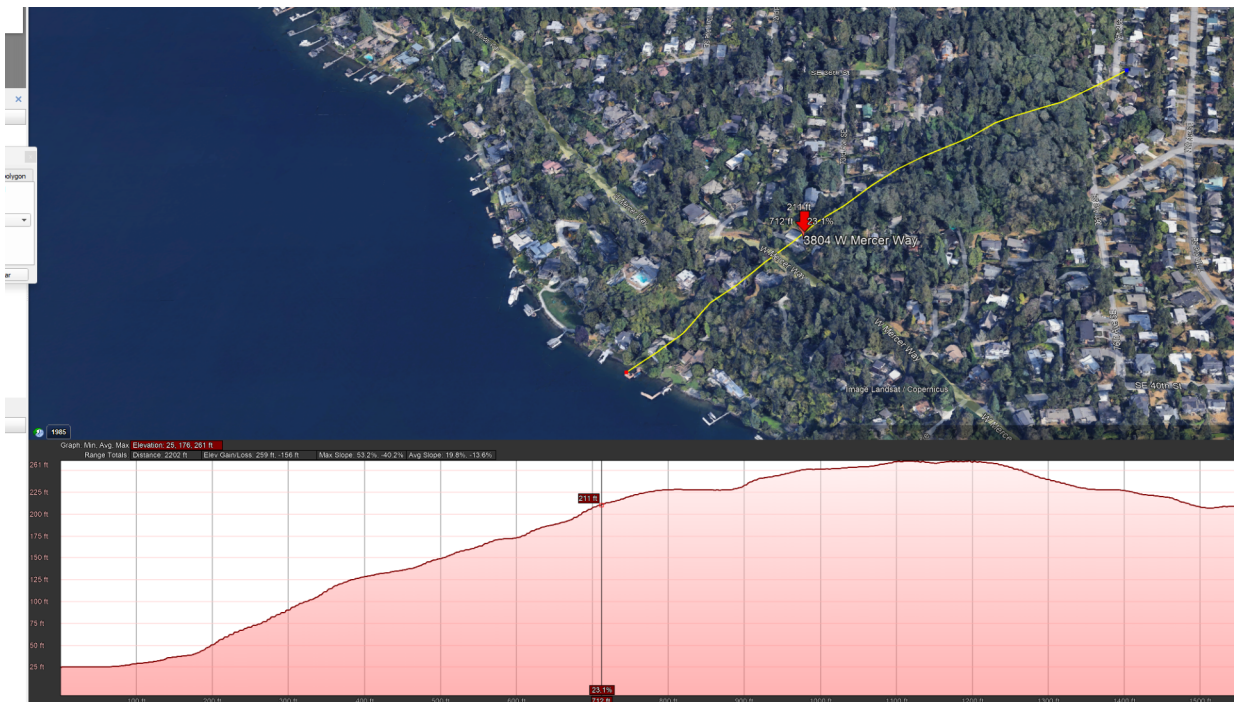 polygon
er
SE 36th St
211 ft
712 ft 23.1%
3804 W Mercer Way
W Mercer Way
W Mercer Way
W Mercer Way
SE 40th St
Image Landsat / Copernicus
1985
Graph: Min, Avg, Max Elevation: 25, 176, 261 ft
Range Totals: Distance: 2202 ft Elev Gain/Loss: 259 ft, -156 ft Max Slope: 53.2%, -40.2% Avg Slope: 19.8%, -13.6%
261 ft
225 ft
200 ft
175 ft
150 ft
125 ft
100 ft
75 ft
50 ft
25 ft
211 ft
23.1%
100 ft 200 ft 300 ft 400 ft 500 ft 600 ft 712 ft 800 ft 900 ft 1000 ft 1100 ft 1200 ft 1300 ft 1400 ft 1500 ft